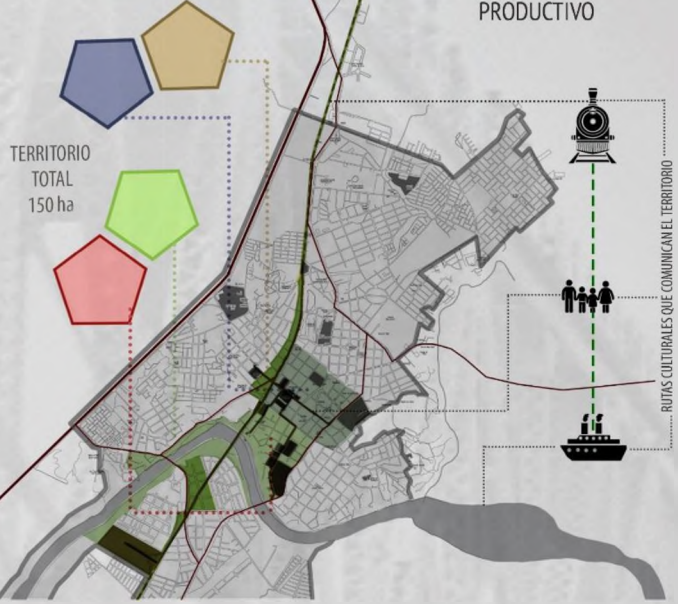 PRODUCTIVO
TERRITORIO
TOTAL
150 ha
RUTAS CULTURALES QUE COMUNICAN EL TERRITORIO